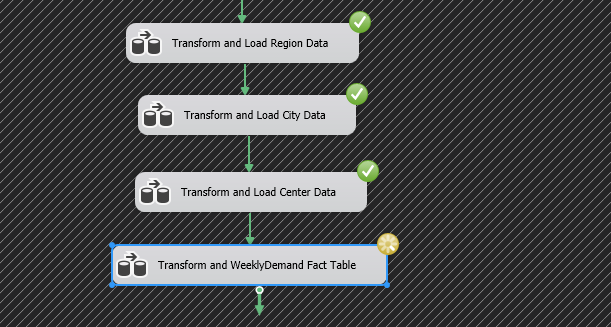 Transform and Load Region Data
Transform and Load City Data
Transform and Load Center Data
Transform and WeeklyDemand Fact Table